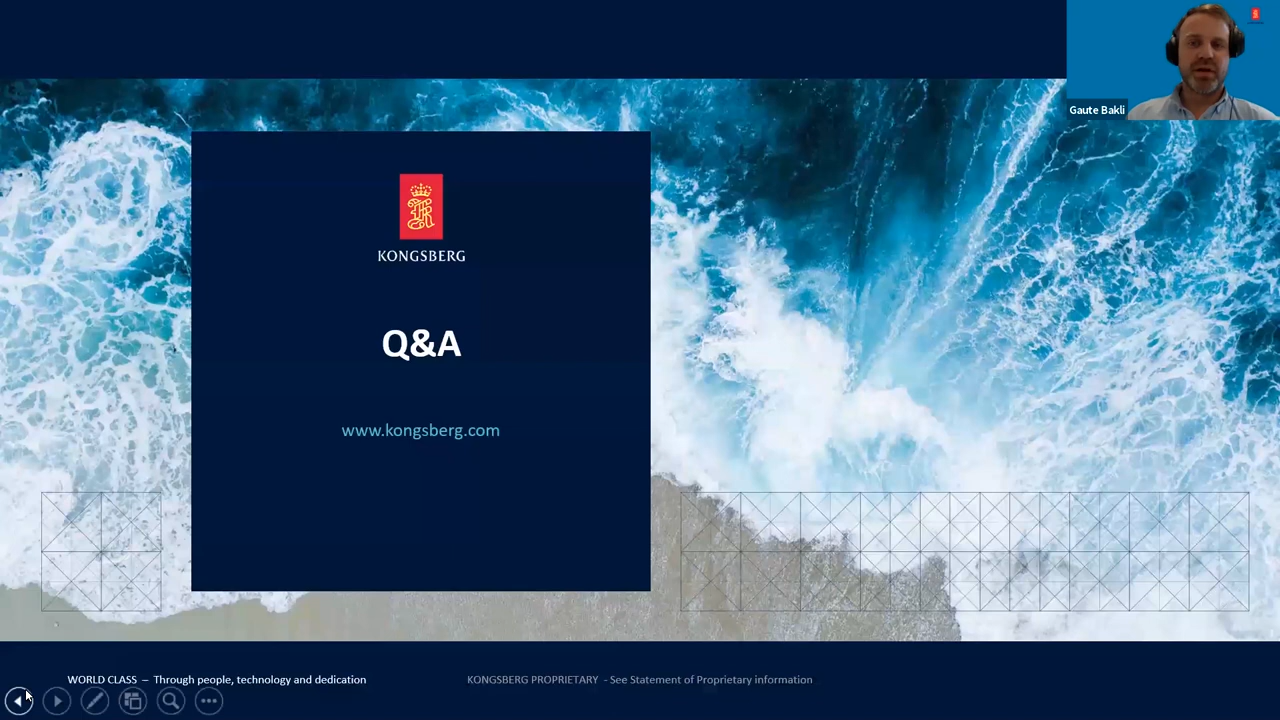 Gaute Bakli
KONGSBERG
Q&A
www.kongsberg.com
WORLD CLASS – Through people, technology and dedication
KONGSBERG PROPRIETARY - See Statement of Proprietary information